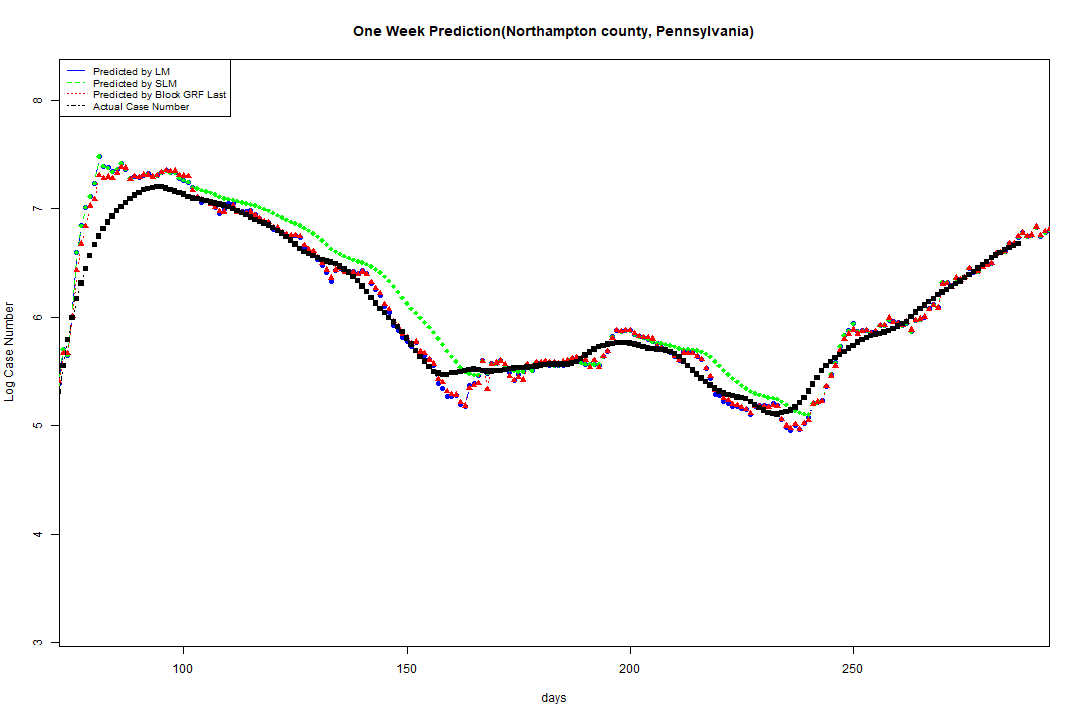 One Week Prediction(Northampton county, Pennsylvania)
Predicted by LM
Predicted by SLM
Predicted by Block GRF Last
Actual Case Number
Log Case Number
8
7
6
5
4
3
100 150 200 250
days